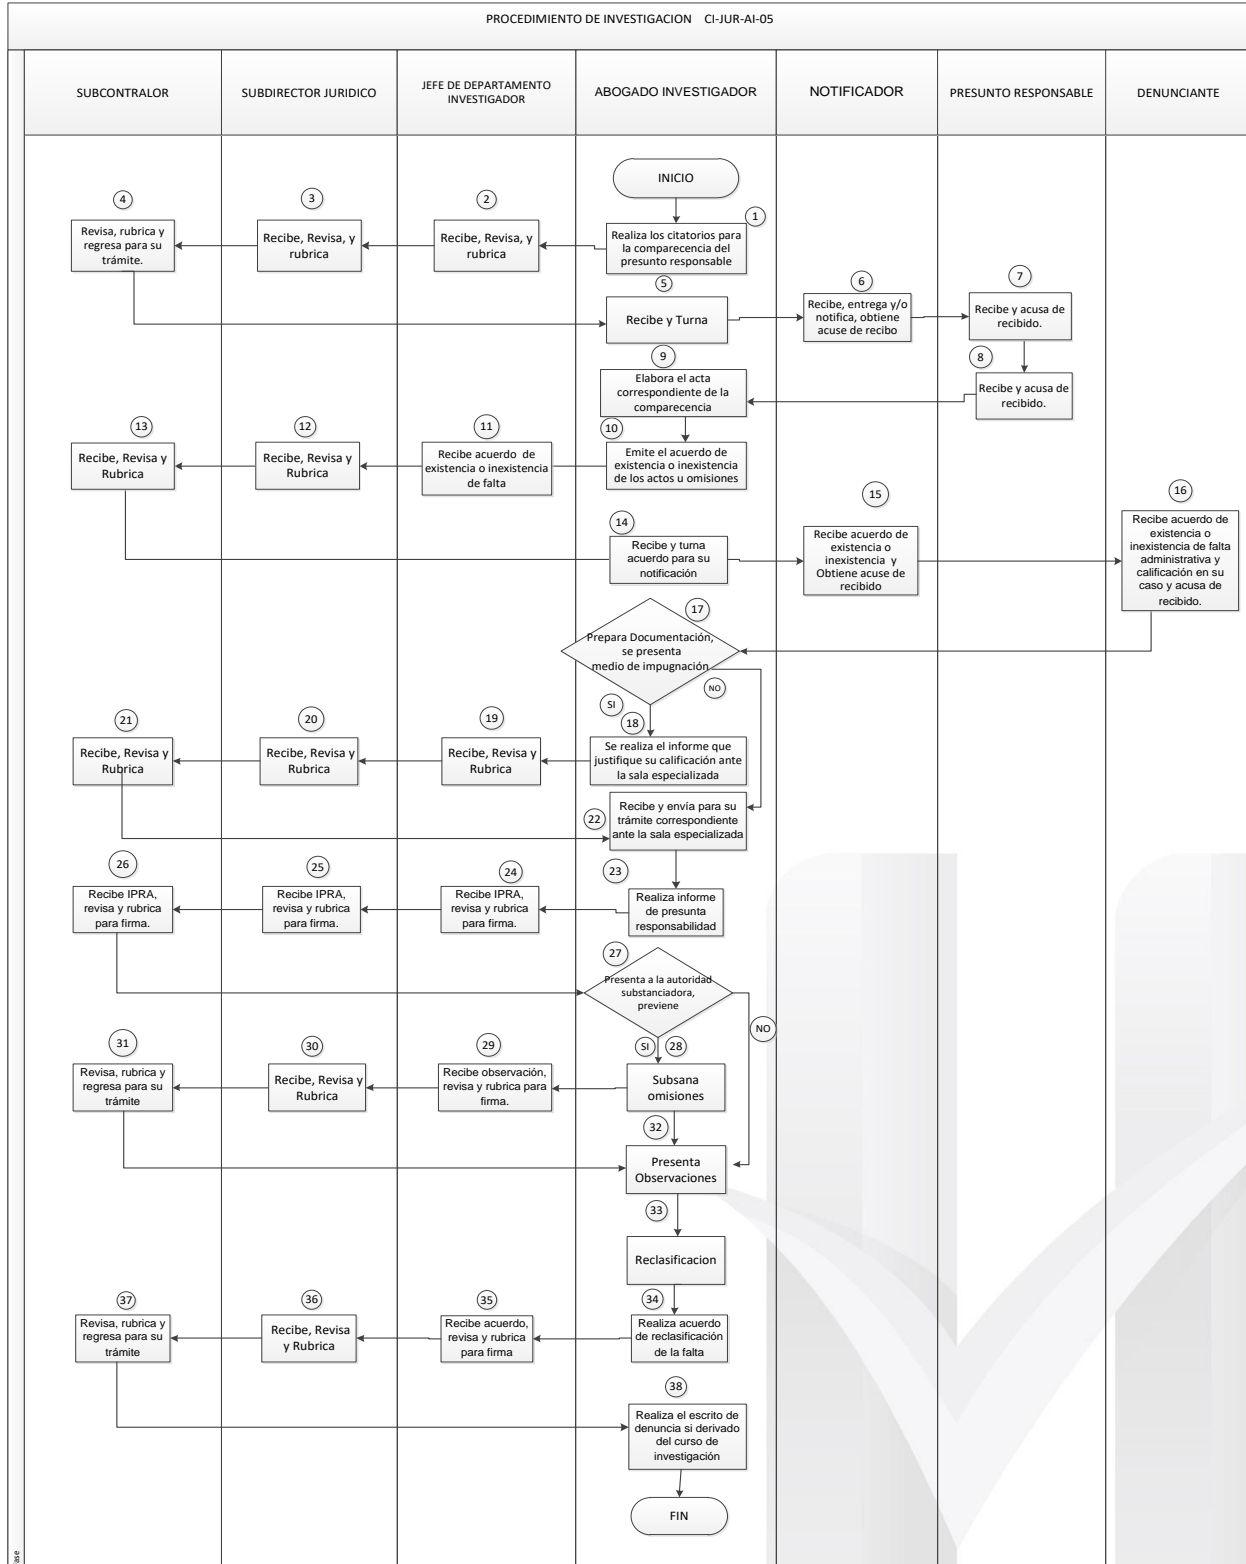 PROCEDIMIENTO DE INVESTIGACION CI-JUR-AI-05
SUBCONTRALOR
SUBDIRECTOR JURIDICO
JEFE DE DEPARTAMENTO
INVESTIGADOR
ABOGADO INVESTIGADOR
NOTIFICADOR
PRESUNTO RESPONSABLE
DENUNCIANTE
INICIO
1
Realiza los citatorios para
la comparecencia del
presunto responsable
2
Recibe, Revisa, y
rubrica
3
Recibe, Revisa, y
rubrica
4
Revisa, rubrica y
regresa para su
trámite.
5
Recibe y Turna
6
Recibe, entrega y/o
notifica, obtiene
acuse de recibo
7
Recibe y acusa de
recibido.
8
Recibe y acusa de
recibido.
9
Elabora el acta
correspondiente de la
comparecencia
10
Emite el acuerdo de
existencia o inexistencia
de los actos u omisiones
11
Recibe acuerdo de
existencia o inexistencia
de falta
12
Recibe, Revisa y
Rubrica
13
Recibe, Revisa y
Rubrica
14
Recibe y turna
acuerdo para su
notificación
15
Recibe acuerdo de
existencia o
inexistencia y
Obtiene acuse de
recibido
16
Recibe acuerdo de
existencia o
inexistencia de falta
administrativa y
calificación en su
caso y acusa de
recibido.
17
Prepara Documentación,
se presenta
medio de impugnación
NO
SI
18
Se realiza el informe que
justifique su calificación ante
la sala especializada
19
Recibe, Revisa y
Rubrica
20
Recibe, Revisa y
Rubrica
21
Recibe, Revisa y
Rubrica
22
Recibe y envía para su
trámite correspondiente
ante la sala especializada
23
Realiza informe
de presunta
responsabilidad
24
Recibe IPRA,
revisa y rubrica
para firma.
25
Recibe IPRA,
revisa y rubrica
para firma.
26
Recibe IPRA,
revisa y rubrica
para firma.
27
Presenta a la autoridad
substanciadora,
previene
NO
SI
28
Subsana
omisiones
29
Recibe observación,
revisa y rubrica para
firma.
30
Recibe, Revisa y
Rubrica
31
Revisa, rubrica y
regresa para su
trámite
32
Presenta
Observaciones
33
Reclasificacion
34
Realiza acuerdo
de reclasificación
de la falta
35
Recibe acuerdo,
revisa y rubrica
para firma
36
Recibe, Revisa
y Rubrica
37
Revisa, rubrica y
regresa para su
trámite
38
Realiza el escrito de
denuncia si derivado
del curso de
investigación
FIN